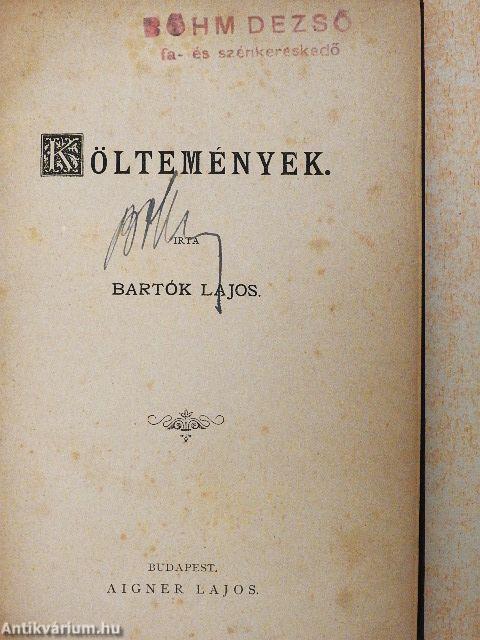 BÖHM DEZSŐ
fa- és szénkereskedő
KÖLTEMÉNYEK.
IRTA
BARTÓK LAJOS.
BUDAPEST.
AIGNER LAJOS.
Antikvárium.hu